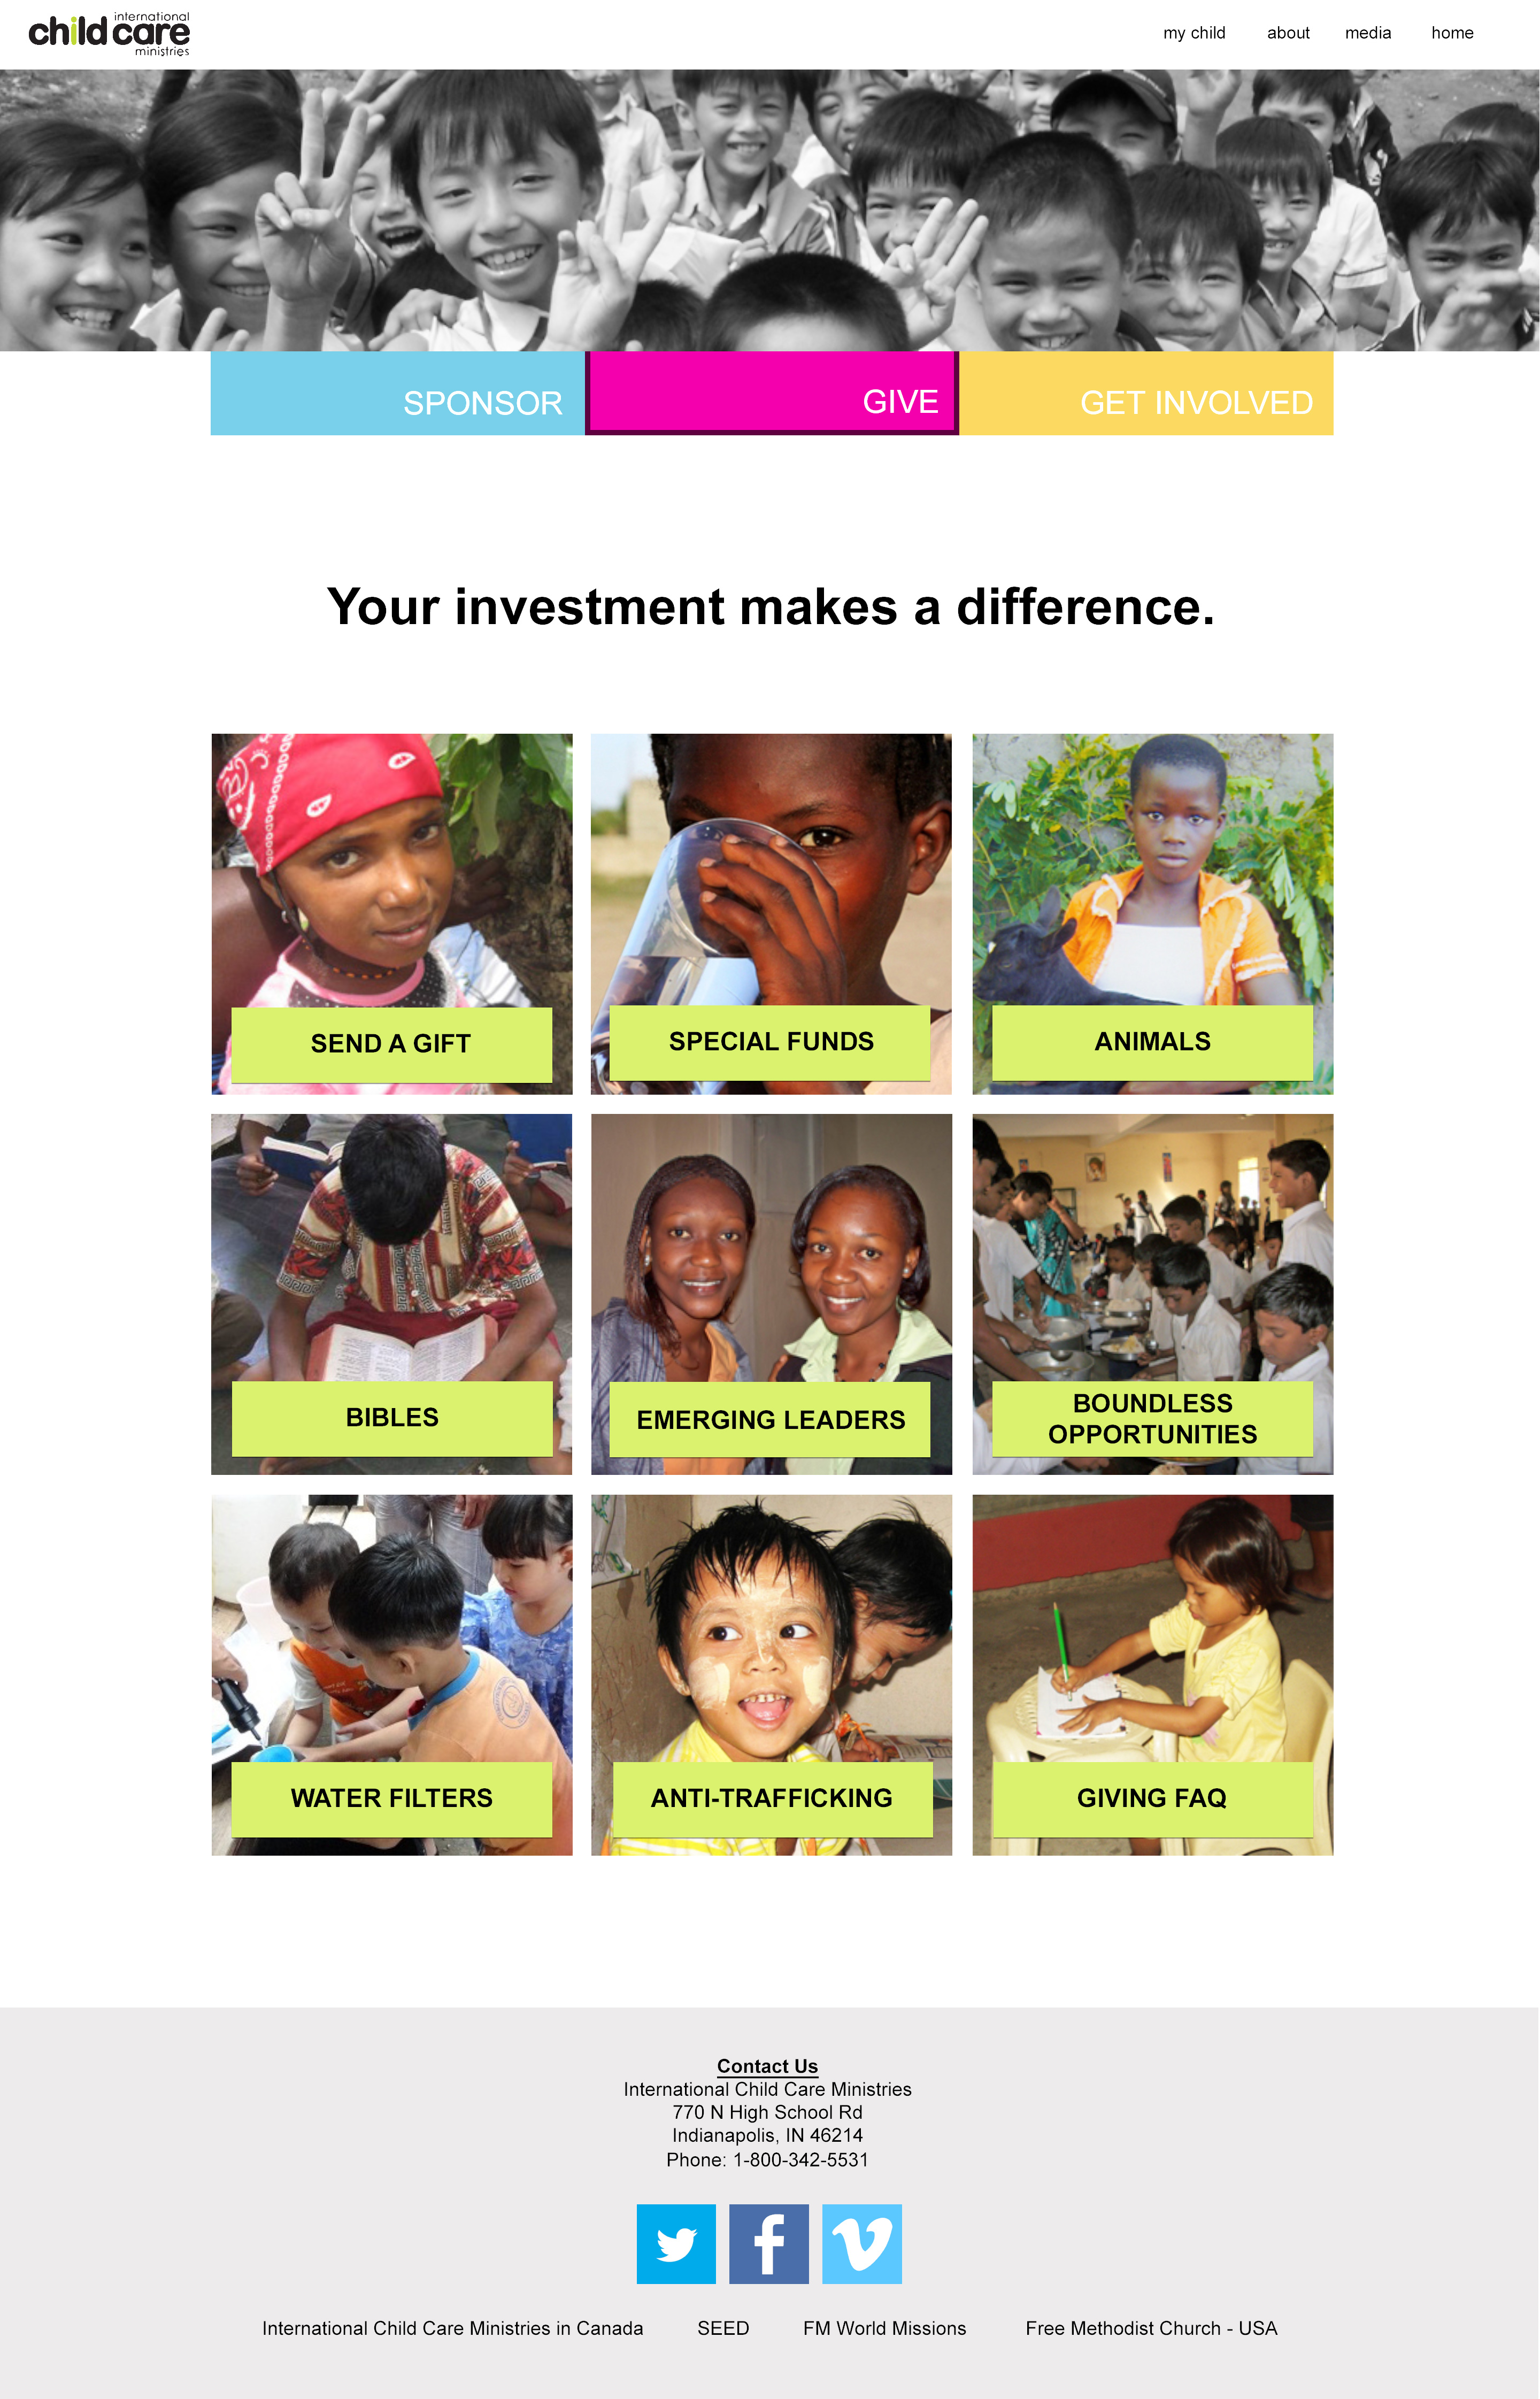 international
child care
ministries
my child about media home
SPONSOR GIVE GET INVOLVED
Your investment makes a difference.
SEND A GIFT
SPECIAL FUNDS
ANIMALS
BIBLES
EMERGING LEADERS
BOUNDLESS
OPPORTUNITIES
WATER FILTERS
ANTI-TRAFFICKING
GIVING FAQ
Contact Us
International Child Care Ministries
770 N High School Rd
Indianapolis, IN 46214
Phone: 1-800-342-5531
International Child Care Ministries in Canada SEED FM World Missions Free Methodist Church - USA